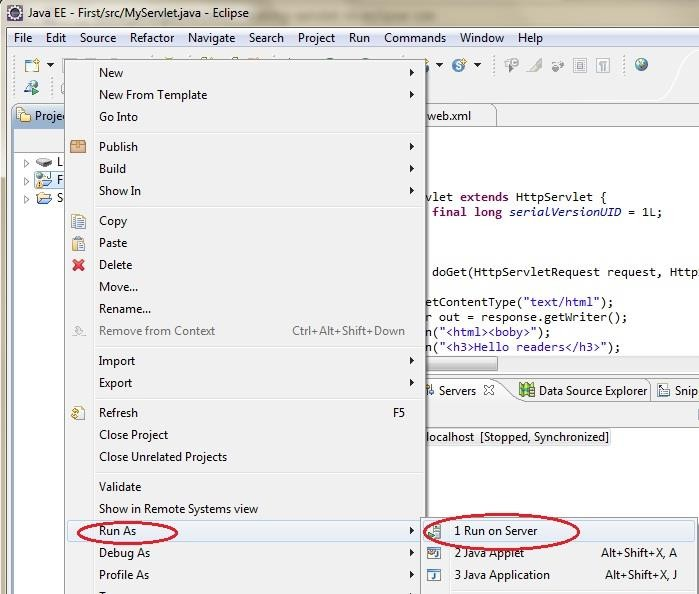 Java EE - First/src/MyServlet.java - Eclipse
File Edit Source Refactor Navigate Search Project Run Commands Window Help
Proje
web.xml
L
F
S
New
New From Template
Go Into
Publish
Build
Show In
Copy
Paste
Delete
Move...
Rename...
Remove from Context Ctrl+Alt+Shift+Down
Import
Export
Refresh F5
Close Project
Close Unrelated Projects
Validate
Show in Remote Systems view
Run As
Debug As
Profile As
vlet extends HttpServlet {
final long serialVersionUID = 1L;
doGet(HttpServletRequest request, Http
etContentType("text/html");
r out = response.getWriter();
n("<html><boby>");
n("<h3>Hello readers</h3>");
Servers Data Source Explorer Snip
localhost [Stopped, Synchronized]
1 Run on Server
2 Java Applet Alt+Shift+X, A
3 Java Application Alt+Shift+X, J